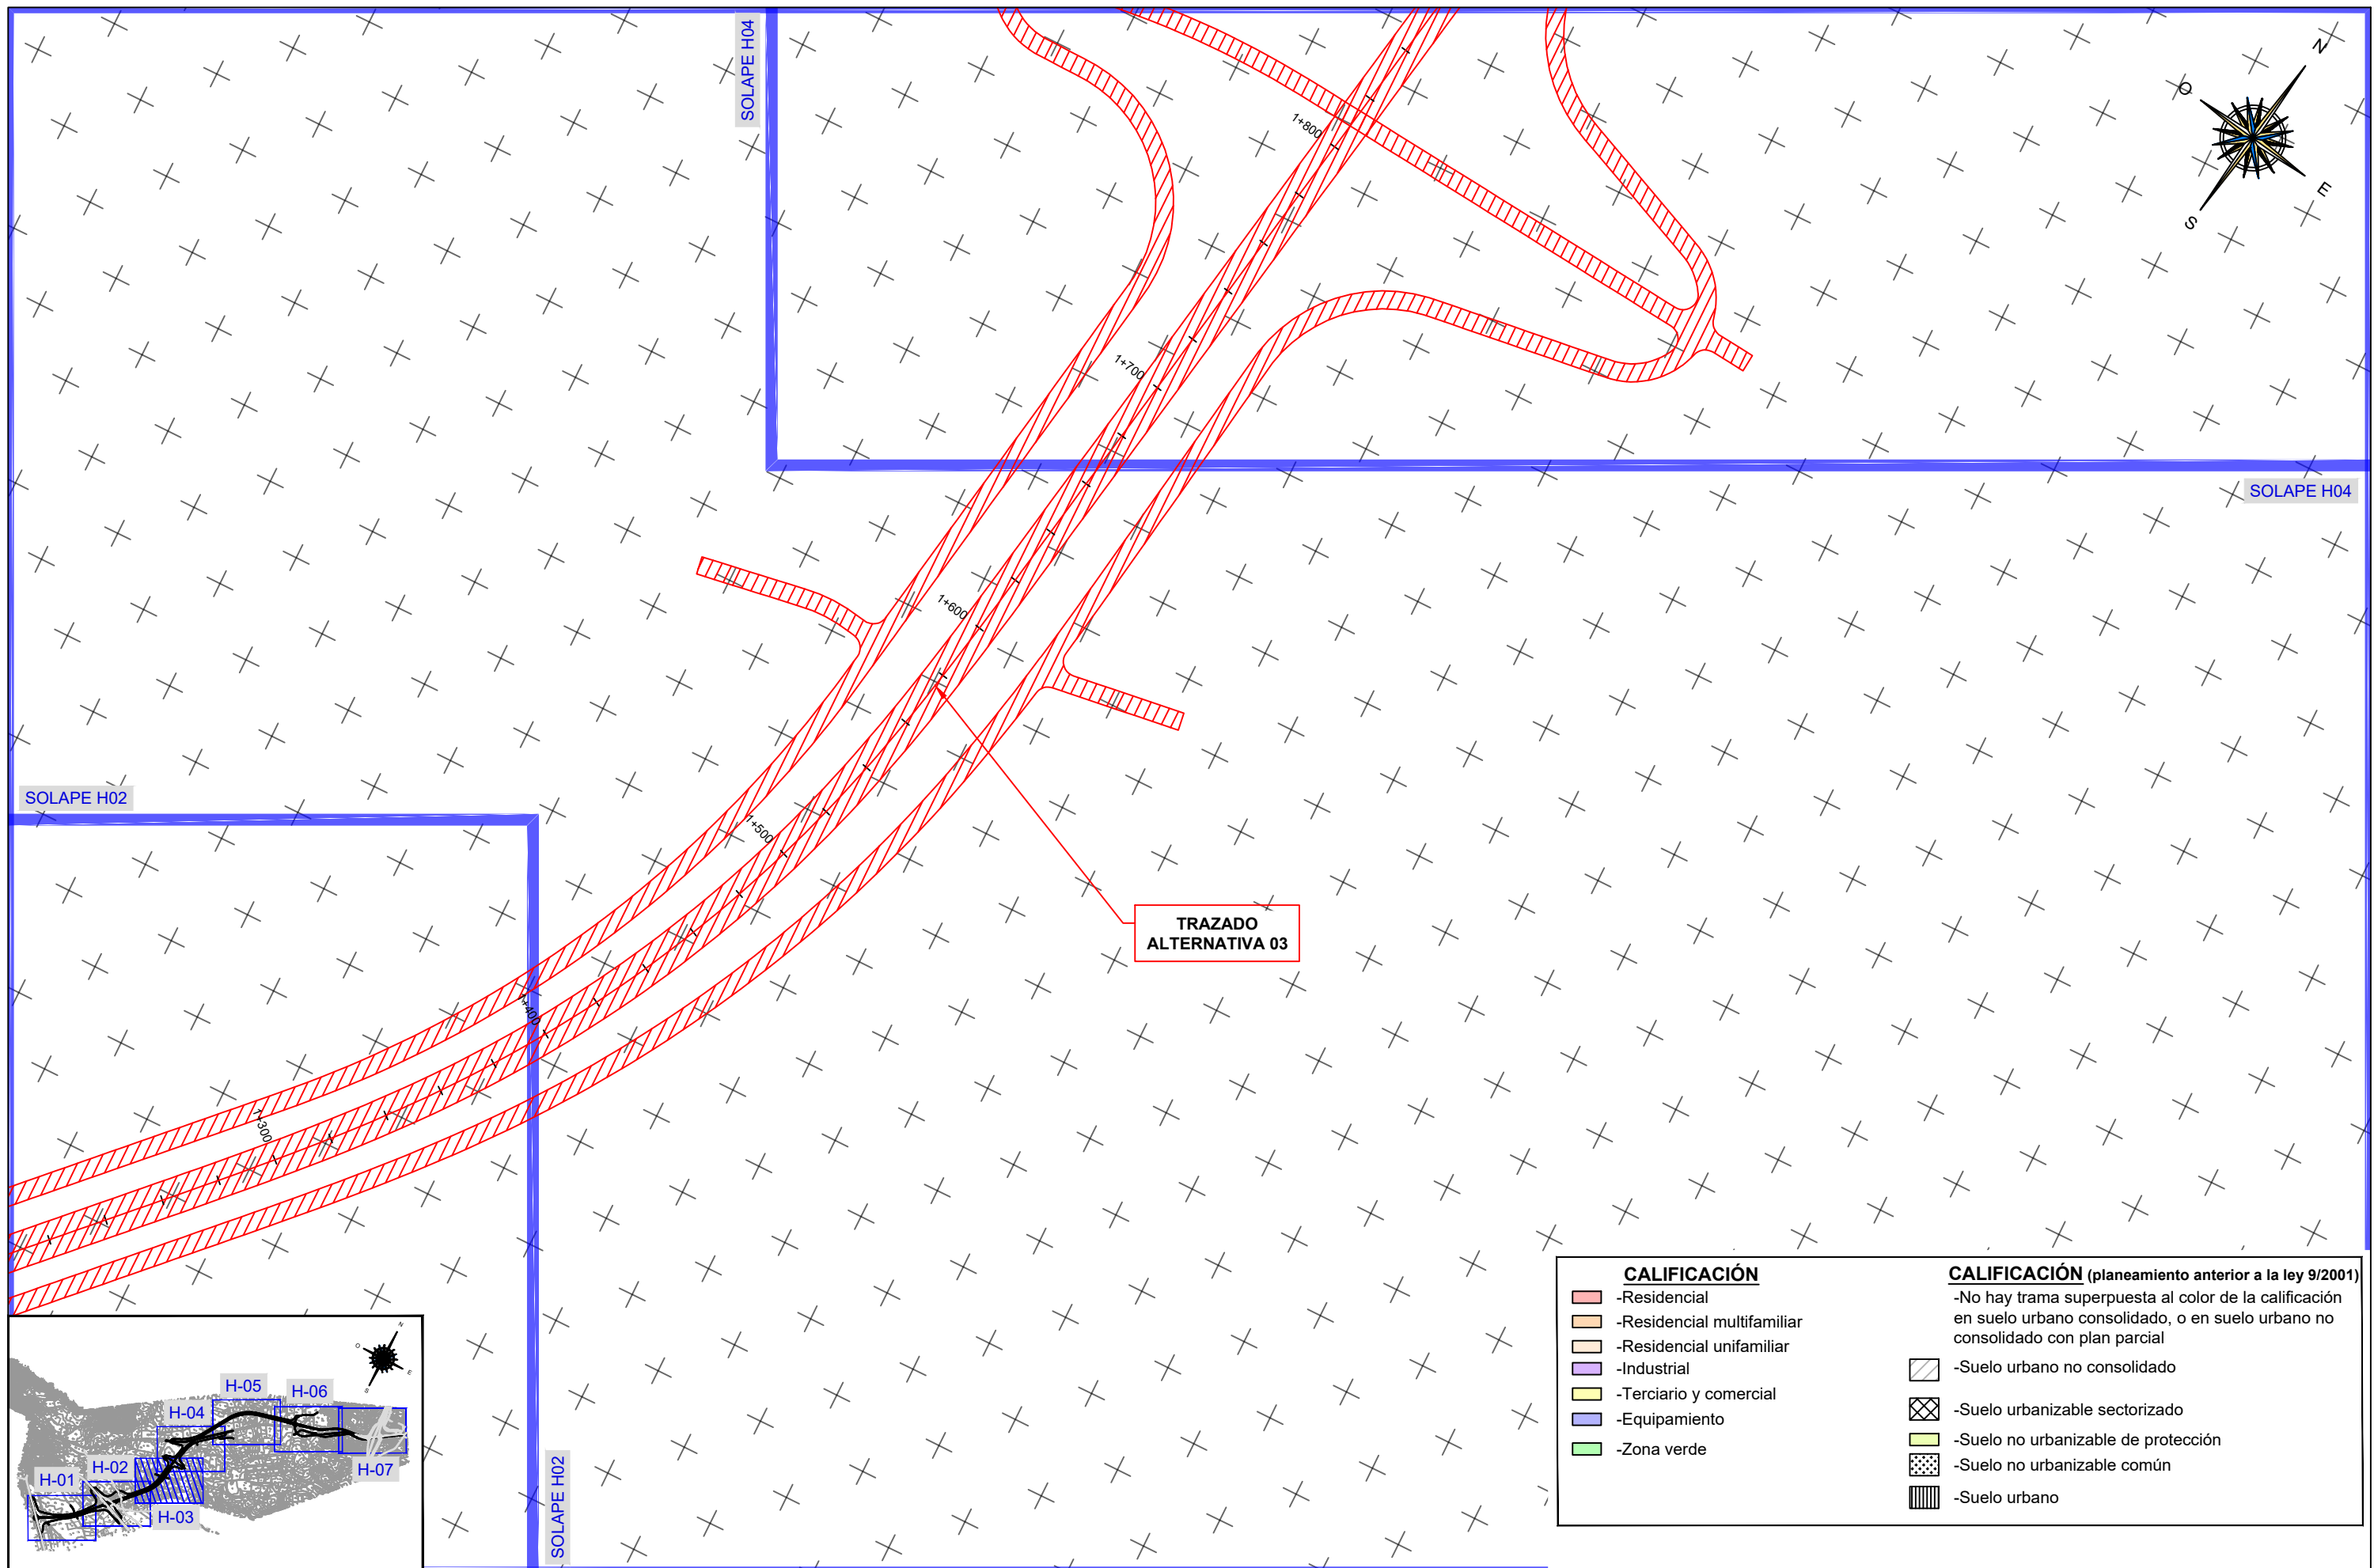 SOLAPE H04
N
O
E
S
1+800
1+700
SOLAPE H04
1+600
SOLAPE H02
1+500
TRAZADO
ALTERNATIVA 03
1+400
1+300
SOLAPE H02
N
O
E
S
H-05
H-06
H-04
H-02
H-01
H-07
H-03
CALIFICACIÓN
-Residencial
-Residencial multifamiliar
-Residencial unifamiliar
-Industrial
-Terciario y comercial
-Equipamiento
-Zona verde
CALIFICACIÓN (planeamiento anterior a la ley 9/2001)
-No hay trama superpuesta al color de la calificación
en suelo urbano consolidado, o en suelo urbano no
consolidado con plan parcial
-Suelo urbano no consolidado
-Suelo urbanizable sectorizado
-Suelo no urbanizable de protección
-Suelo no urbanizable común
-Suelo urbano